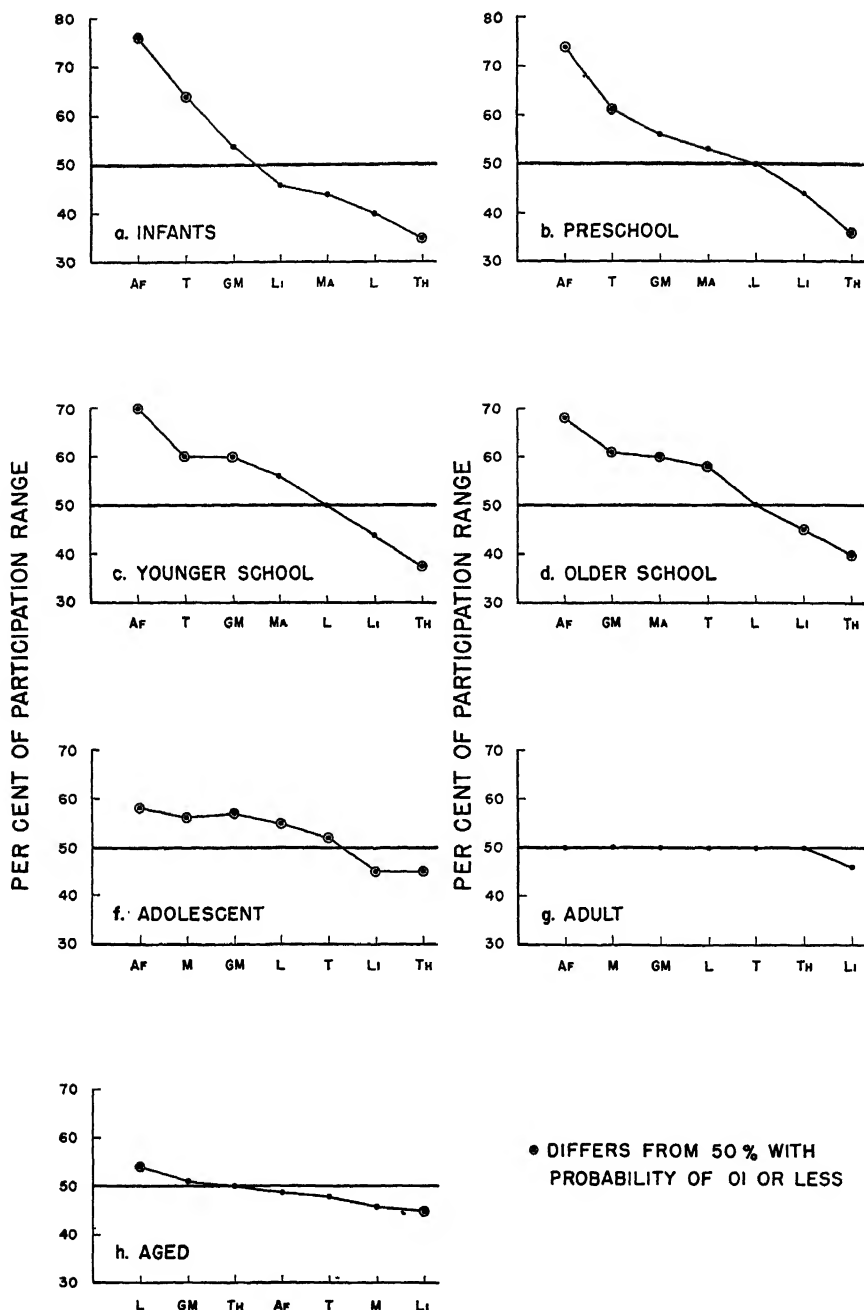 80
70
60
50
40
30
a. INFANTS
AF T GM LI MA L TH
80
70
60
50
40
30
b. PRESCHOOL
AF T GM MA L LI TH
PER CENT OF PARTICIPATION RANGE
70
60
50
40
30
c. YOUNGER SCHOOL
AF T GM MA L LI TH
PER CENT OF PARTICIPATION RANGE
70
60
50
40
30
d. OLDER SCHOOL
AF GM MA T L LI TH
70
60
50
40
30
f. ADOLESCENT
AF M GM L T LI TH
70
60
50
40
30
g. ADULT
AF M GM L T TH LI
70
60
50
40
30
h. AGED
L GM TH AF T M LI
DIFFERS FROM 50 % WITH
PROBABILITY OF 01 OR LESS